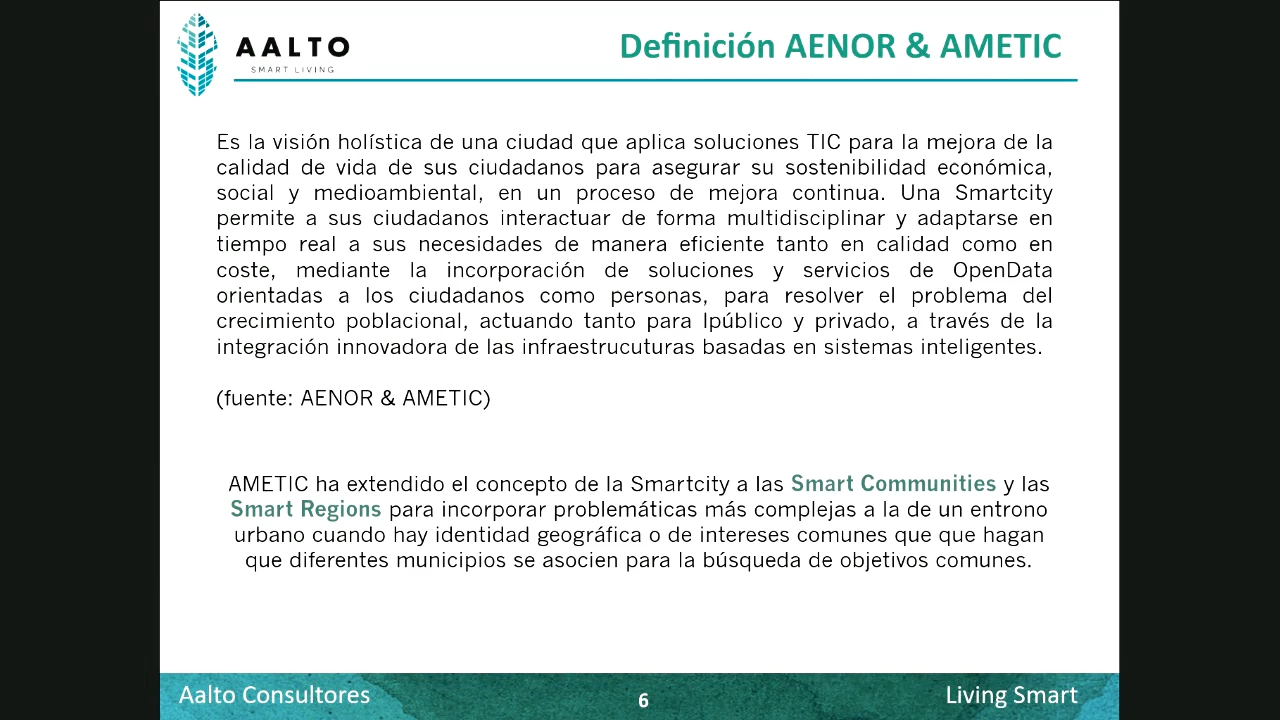 AALTO
SMART LIVING
Definición AENOR & AMETIC
Es la visión holística de una ciudad que aplica soluciones TIC para la mejora de la
calidad de vida de sus ciudadanos para asegurar su sostenibilidad económica,
social y medioambiental, en un proceso de mejora continua. Una Smartcity
permite a sus ciudadanos interactuar de forma multidisciplinar y adaptarse en
tiempo real a sus necesidades de manera eficiente tanto en calidad como en
coste, mediante la incorporación de soluciones y servicios de OpenData
orientadas a los ciudadanos como personas, para resolver el problema del
crecimiento poblacional, actuando tanto para lpúblico y privado, a través de la
integración innovadora de las infraestrucuturas basadas en sistemas inteligentes.
(fuente: AENOR & AMETIC)
AMETIC ha extendido el concepto de la Smartcity a las Smart Communities y las
Smart Regions para incorporar problemáticas más complejas a la de un entrono
urbano cuando hay identidad geográfica o de intereses comunes que que hagan
que diferentes municipios se asocien para la búsqueda de objetivos comunes.
Aalto Consultores
6
Living Smart